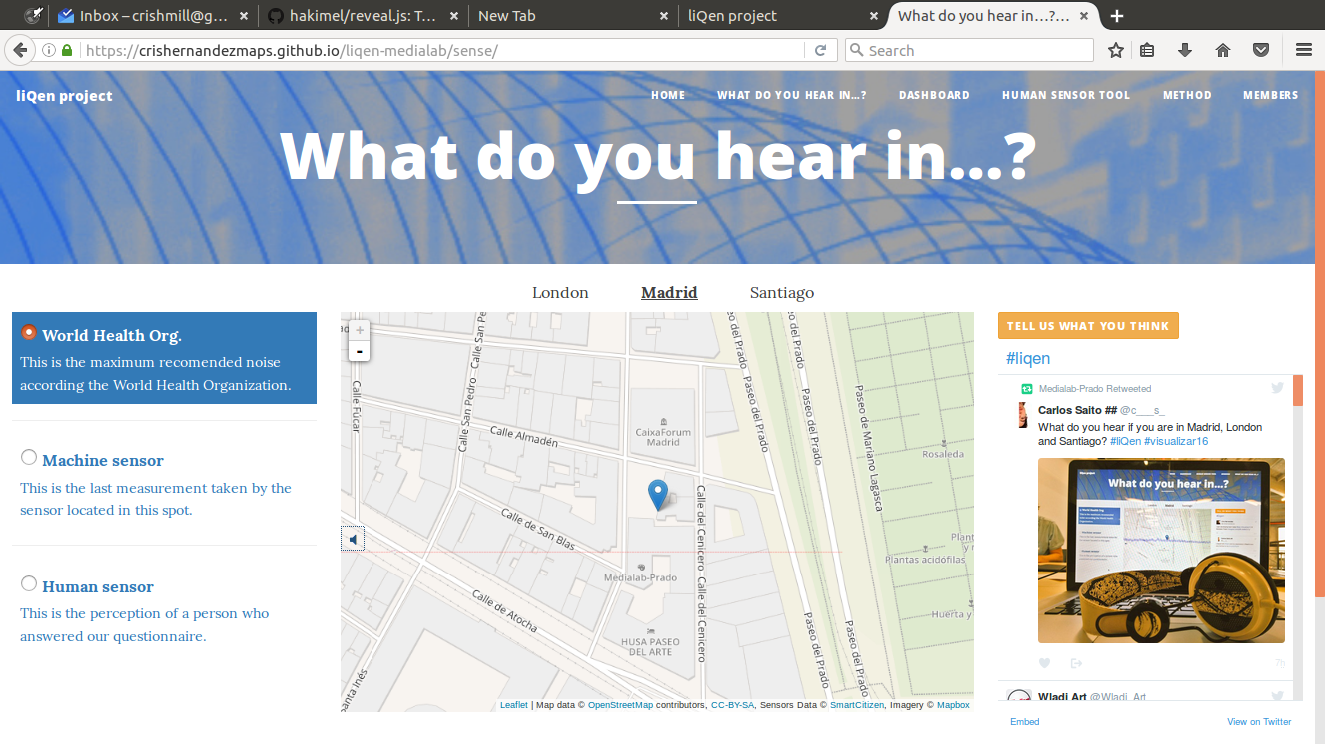 Inbox – crishmill@g...
hakimel/reveal.js: T...
New Tab
liQen project
What do you hear in...?...
https://crishernandezmaps.github.io/liqen-medialab/sense/
Search
liQen project
HOME
WHAT DO YOU HEAR IN...?
DASHBOARD
HUMAN SENSOR TOOL
METHOD
MEMBERS
What do you hear in...?
London
Madrid
Santiago
World Health Org.
This is the maximum recomended noise
according the World Health Organization.
Machine sensor
This is the last measurement taken by the
sensor located in this spot.
Human sensor
This is the perception of a person who
answered our questionnaire.
+
-
Calle San Pe
Calle San Pedro
Calle Fúcar
Calle Almadén
CaixaForum
Madrid
Calle de San Blas
Medialab-Prado
Calle de Atocha
HUSA PASEO
DEL ARTE
Calle del Cenicero
Calle del Cenicero
Paseo del Prado
Paseo del Prado
Paseo del Prado
Paseo del Prado
Paseo del Prado
Paseo de Mariano Lagasca
Rosaleda
Plant
y r
Plantas acidófilas
Huerta y
anta Inés
Leaflet | Map data © OpenStreetMap contributors, CC-BY-SA, Sensors Data © SmartCitizen, Imagery © Mapbox
TELL US WHAT YOU THINK
#liqen
Medialab-Prado Retweeted
Carlos Saito ## @c___s_
What do you hear if you are in Madrid, London
and Santiago? #liQen #visualizar16
What do you hear in...?
Wladi Art @Wladi_Art
Embed
View on Twitter